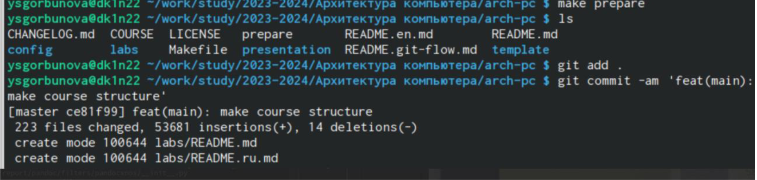 ysgorbunova@dk1n22 ~/work/study/2023-2024/Архитектура компьютера/arch-pc $ make prepare
ysgorbunova@dk1n22 ~/work/study/2023-2024/Архитектура компьютера/arch-pc $ ls
CHANGELOG.md COURSE LICENSE prepare README.en.md README.md
config labs Makefile presentation README.git-flow.md template
ysgorbunova@dk1n22 ~/work/study/2023-2024/Архитектура компьютера/arch-pc $ git add .
ysgorbunova@dk1n22 ~/work/study/2023-2024/Архитектура компьютера/arch-pc $ git commit -am 'feat(main):
make course structure'
[master ce81f99] feat(main): make course structure
223 files changed, 53681 insertions(+), 14 deletions(-)
create mode 100644 labs/README.md
create mode 100644 labs/README.ru.md